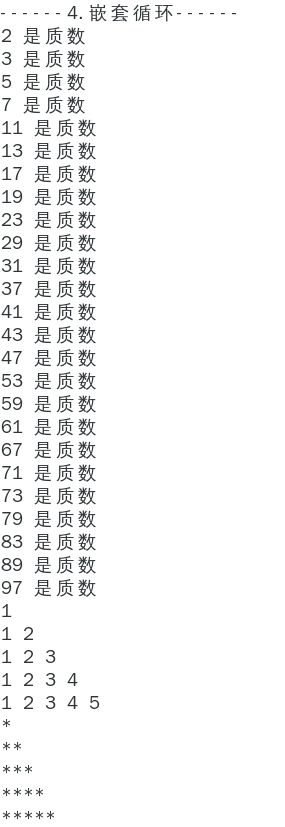 ------4.嵌套循环------
2 是质数
3 是质数
5 是质数
7 是质数
11 是质数
13 是质数
17 是质数
19 是质数
23 是质数
29 是质数
31 是质数
37 是质数
41 是质数
43 是质数
47 是质数
53 是质数
59 是质数
61 是质数
67 是质数
71 是质数
73 是质数
79 是质数
83 是质数
89 是质数
97 是质数
1
1 2
1 2 3
1 2 3 4
1 2 3 4 5
*
**
***
****
*****